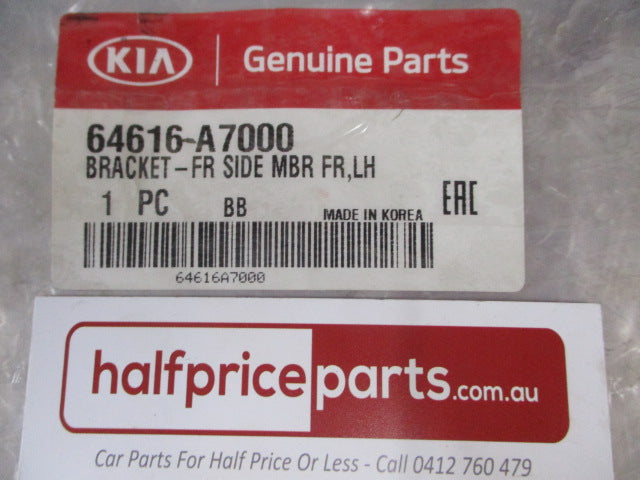 KIA Genuine Parts
64616-A7000
BRACKET-FR SIDE MBR FR,LH
1 PC BB MADE IN KOREA EAC
64616A7000
halfpriceparts.com.au
Car Parts For Half Price Or Less - Call 0412 760 479